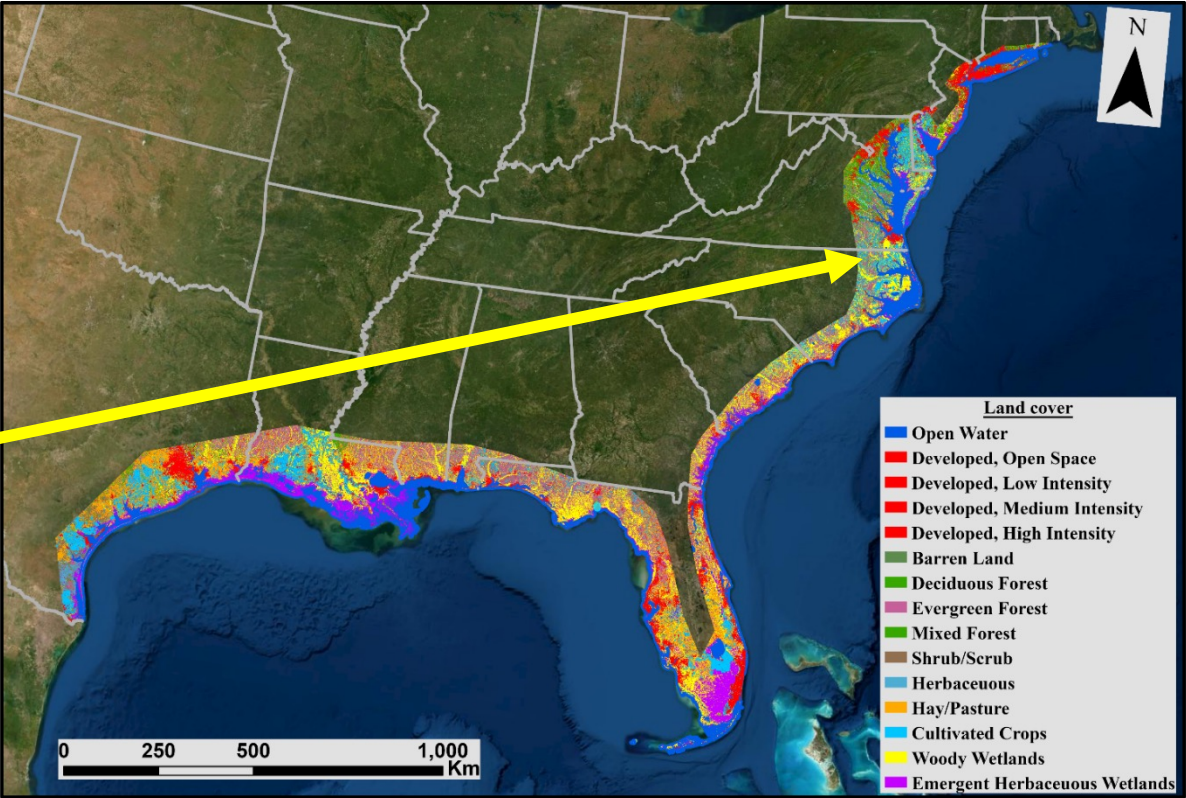 N
Land cover
Open Water
Developed, Open Space
Developed, Low Intensity
Developed, Medium Intensity
Developed, High Intensity
Barren Land
Deciduous Forest
Evergreen Forest
Mixed Forest
Shrub/Scrub
Herbaceuous
Hay/Pasture
Cultivated Crops
Woody Wetlands
Emergent Herbaceuous Wetlands
0 250 500 1,000
Km